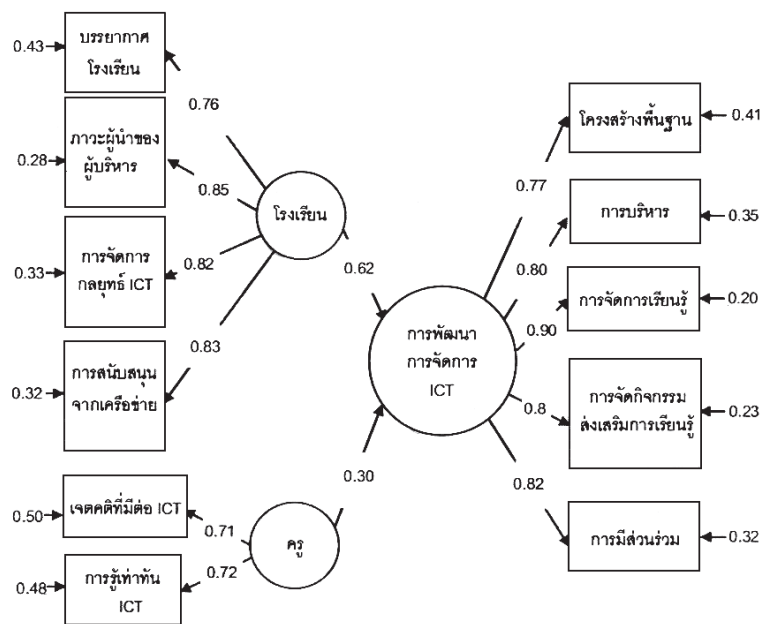 0.43
บรรยากาศ
โรงเรียน
0.76
0.28
ภาวะผู้นำของ
ผู้บริหาร
0.85
โรงเรียน
0.33
การจัดการ
กลยุทธ์ ICT
0.82
0.32
การสนับสนุน
จากเครือข่าย
0.83
0.62
0.50
เจตคติที่มีต่อ ICT
0.71
0.48
การรู้เท่าทัน
ICT
0.72
ครู
0.30
การพัฒนา
การจัดการ
ICT
0.77
โครงสร้างพื้นฐาน
0.41
0.80
การบริหาร
0.35
0.90
การจัดการเรียนรู้
0.20
0.8
การจัดกิจกรรม
ส่งเสริมการเรียนรู้
0.23
0.82
การมีส่วนร่วม
0.32